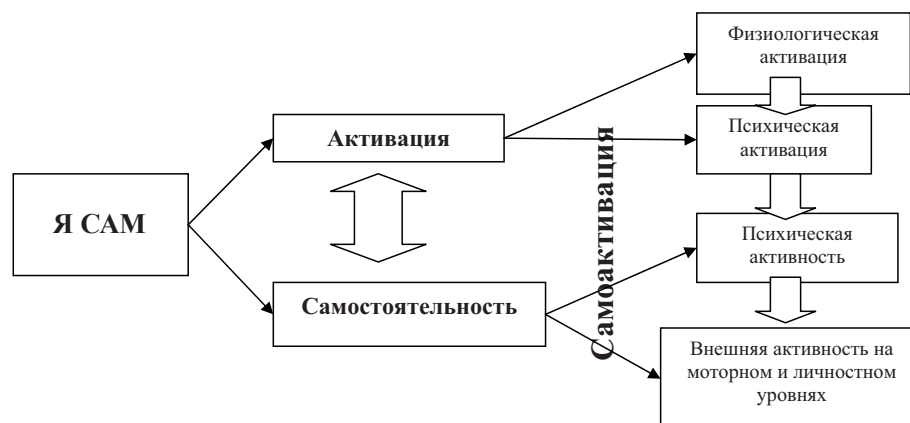 Физиологическая
активация
Активация
Психическая
активация
Я САМ
Самоактивация
Психическая
активность
Самостоятельность
Внешняя активность на
моторном и личностном
уровнях